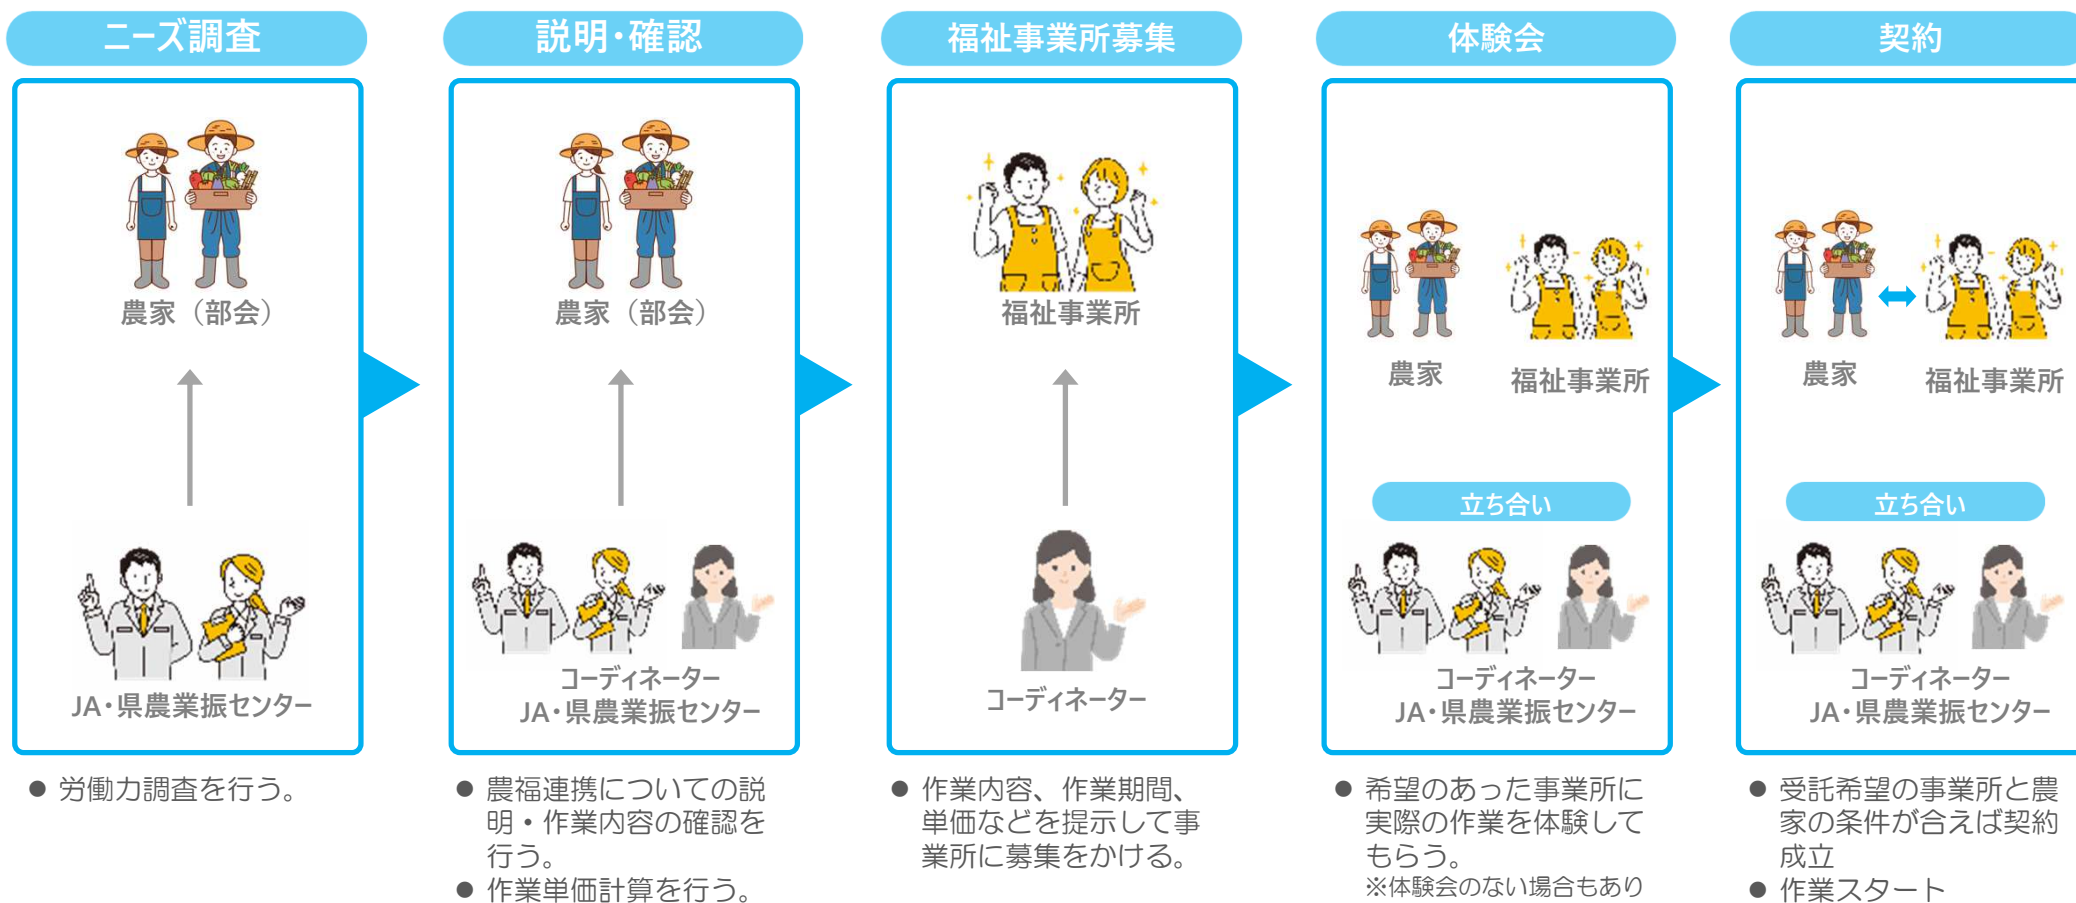 ニーズ調査
農家（部会）
JA・県農業振センター
● 労働力調査を行う。
説明・確認
農家（部会）
コーディネーター
JA・県農業振センター
● 農福連携についての説
明・作業内容の確認を
行う。
● 作業単価計算を行う。
福祉事業所募集
福祉事業所
コーディネーター
● 作業内容、作業期間、
単価などを提示して事
業所に募集をかける。
体験会
農家
福祉事業所
立ち合い
コーディネーター
JA・県農業振センター
● 希望のあった事業所に
実際の作業を体験して
もらう。
※体験会のない場合もあり
契約
農家
福祉事業所
立ち合い
コーディネーター
JA・県農業振センター
● 受託希望の事業所と農
家の条件が合えば契約
成立
● 作業スタート